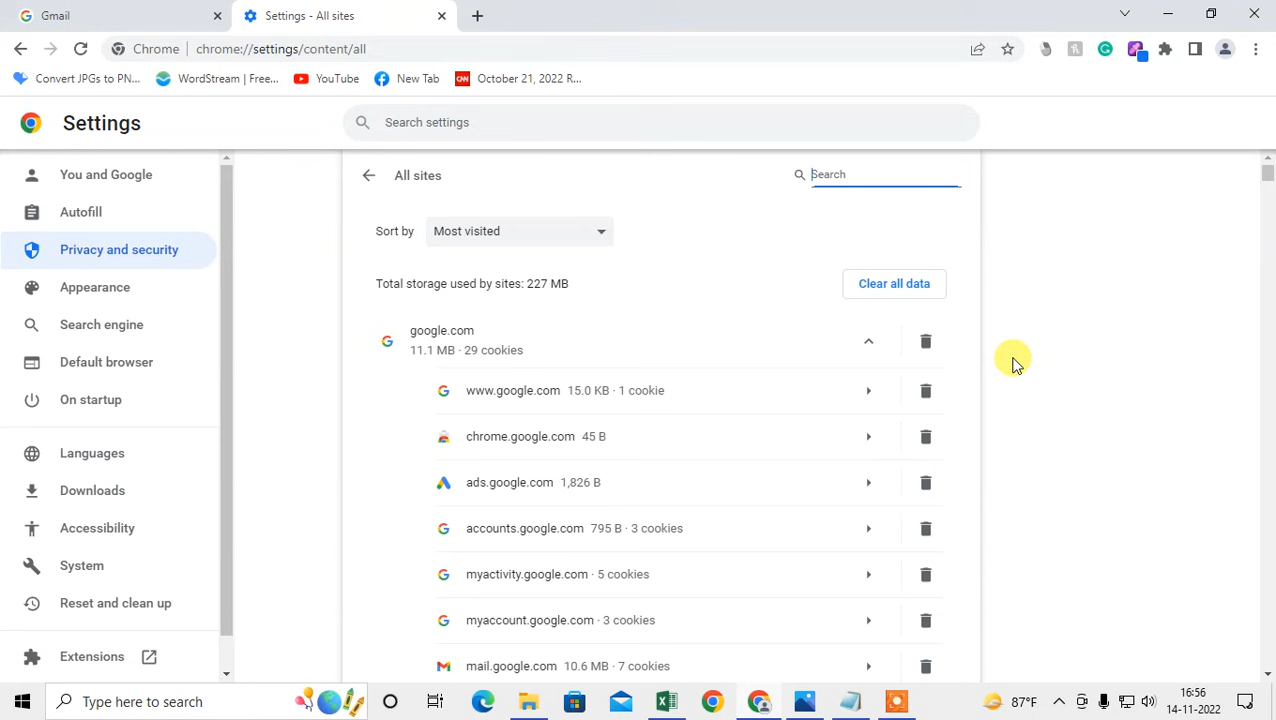 Gmail
Settings - All sites
Chrome chrome://settings/content/all
Convert JPGs to PN...
WordStream | Free...
YouTube
New Tab
CNN
October 21, 2022 R...
Settings
Search settings
You and Google
Autofill
Privacy and security
Appearance
Search engine
Default browser
On startup
Languages
Downloads
Accessibility
System
Reset and clean up
Extensions
All sites
Search
Sort by Most visited
Total storage used by sites: 227 MB
Clear all data
google.com
11.1 MB · 29 cookies
www.google.com 15.0 KB · 1 cookie
chrome.google.com 45 B
ads.google.com 1,826 B
accounts.google.com 795 B · 3 cookies
myactivity.google.com · 5 cookies
myaccount.google.com · 3 cookies
mail.google.com 10.6 MB · 7 cookies
Type here to search
87°F
16:56
14-11-2022